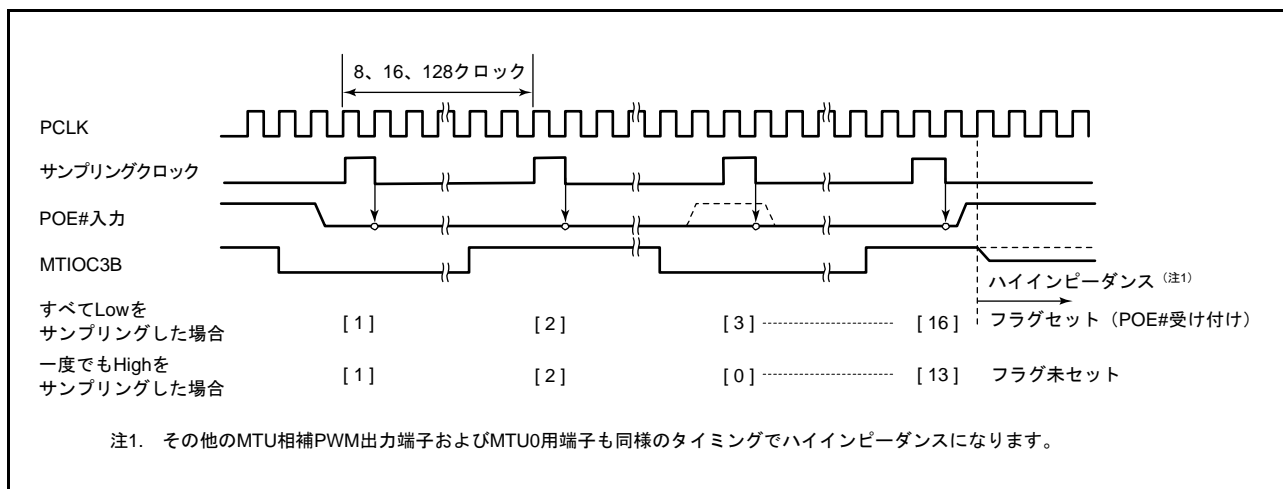 8、16、128クロック
PCLK
サンプリングクロック
POE#入力
MTIOC3B
ハイインピーダンス（注1）
すべてLowを
サンプリングした場合
[ 1 ] [ 2 ] [ 3 ] [ 16 ] フラグセット（POE#受け付け）
一度でもHighを
サンプリングした場合
[ 1 ] [ 2 ] [ 0 ] [ 13 ] フラグ未セット
注1. その他のMTU相補PWM出力端子およびMTU0用端子も同様のタイミングでハイインピーダンスになります。